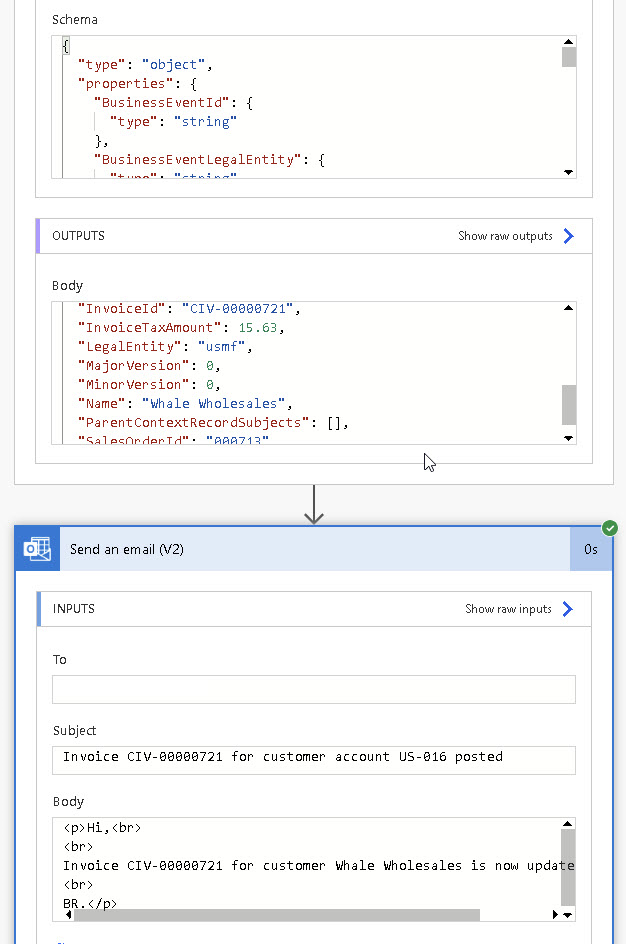 Schema
{
"type": "object",
"properties": {
"BusinessEventId": {
"type": "string"
},
"BusinessEventLegalEntity": {
"type": "string"
OUTPUTS
Show raw outputs
Body
"InvoiceId": "CIV-00000721",
"InvoiceTaxAmount": 15.63,
"LegalEntity": "usmf",
"MajorVersion": 0,
"MinorVersion": 0,
"Name": "Whale Wholesales",
"ParentContextRecordSubjects": [],
"SalesOrderId": "000713"
Send an email (V2)
0s
INPUTS
Show raw inputs
To
Subject
Invoice CIV-00000721 for customer account US-016 posted
Body
<p>Hi,<br>
<br>
Invoice CIV-00000721 for customer Whale Wholesales is now update
<br>
BR.</p>